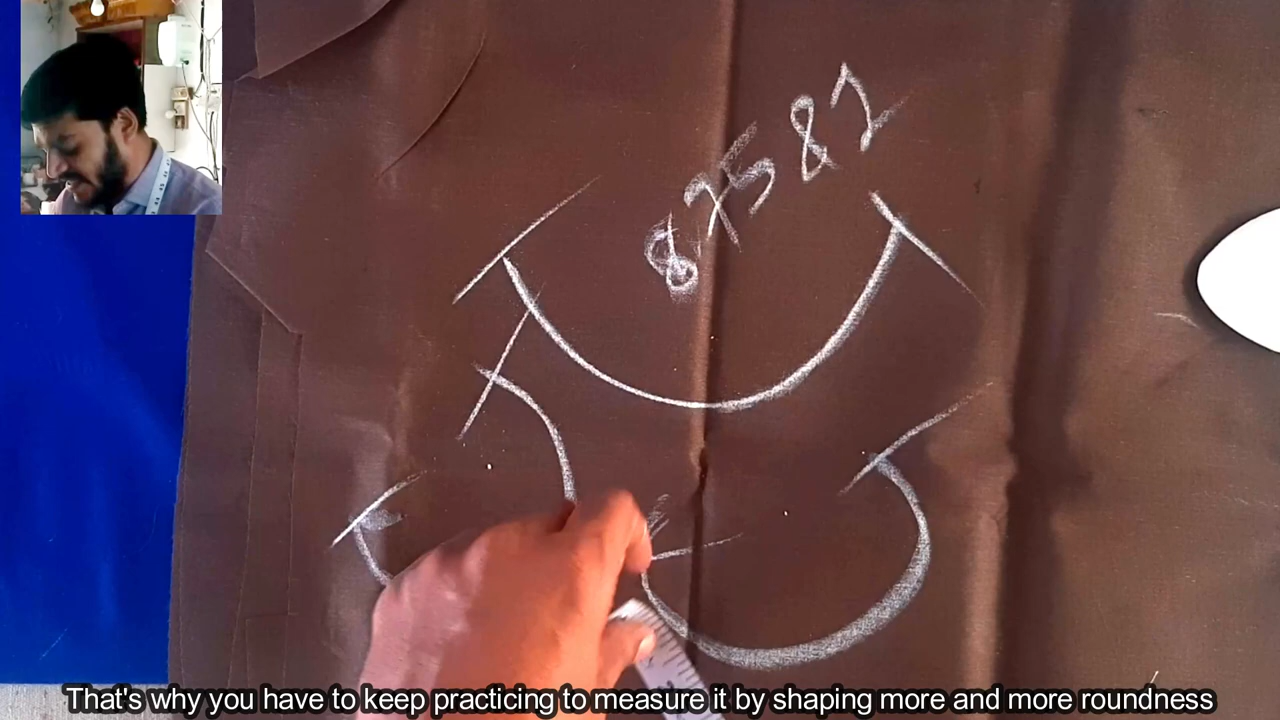 8 7 5 8 2
That's why you have to keep practicing to measure it by shaping more and more roundness